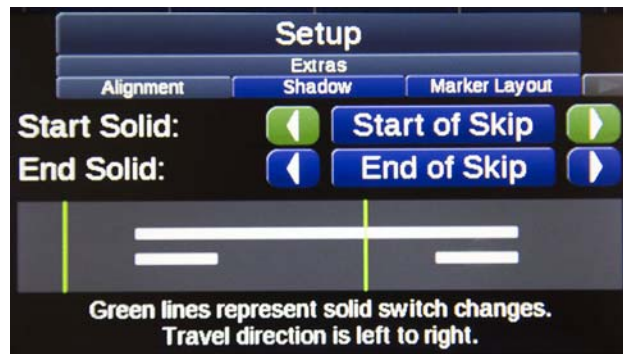 Setup
Extras
Alignment Shadow Marker Layout
Start Solid: Start of Skip
End Solid: End of Skip
Green lines represent solid switch changes.
Travel direction is left to right.